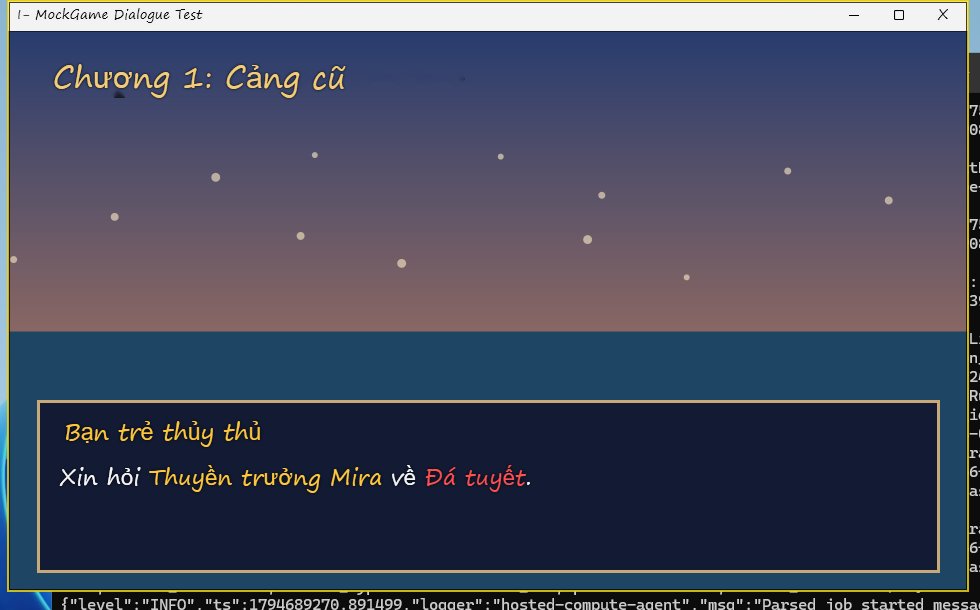 I- MockGame Dialogue Test
Chương 1: Cảng cũ
Bạn trẻ thủy thủ
Xin hỏi Thuyền trưởng Mira về Đá tuyết.
{"level":"INFO","ts":1794689270.891499,"logger":"hosted-compute-agent","msg":"Parsed job started mess